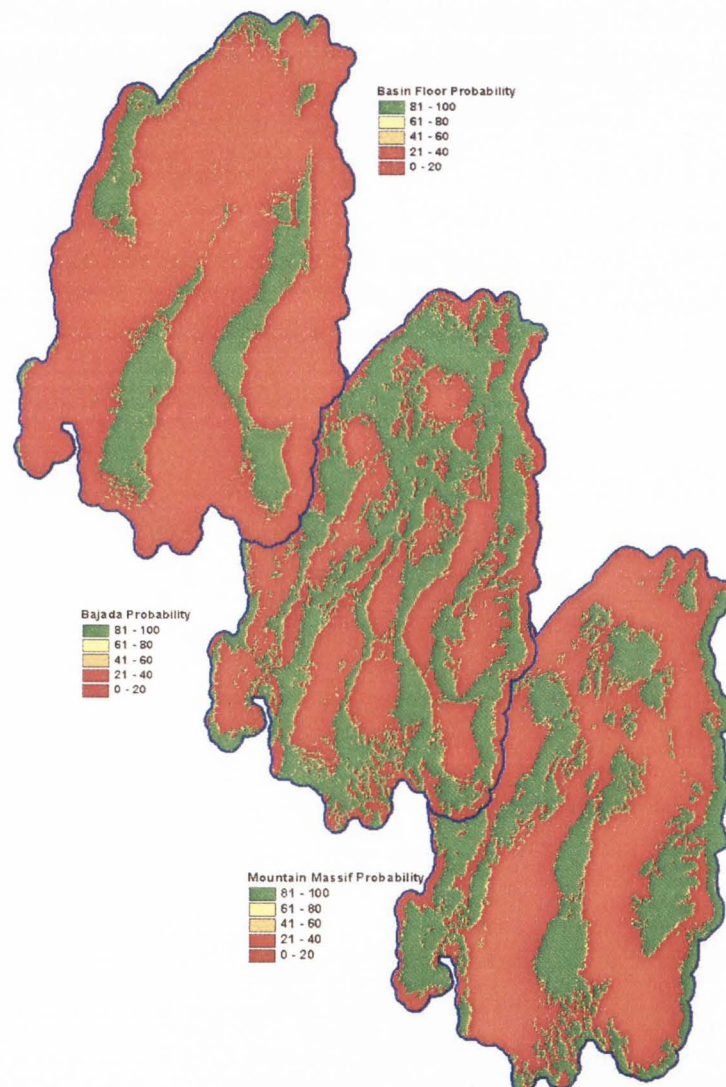 Basin Floor Probability
81 - 100
61 - 80
41 - 60
21 - 40
0 - 20
Bajada Probability
81 - 100
61 - 80
41 - 60
21 - 40
0 - 20
Mountain Massif Probability
81 - 100
61 - 80
41 - 60
21 - 40
0 - 20